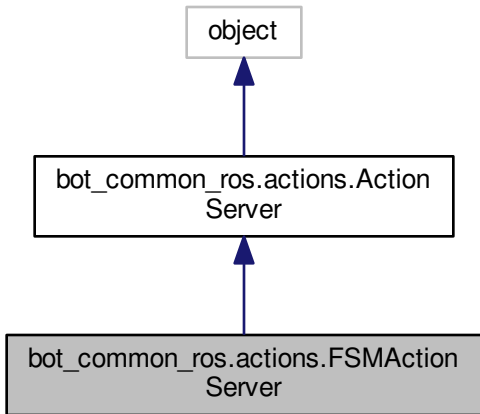 object
bot_common_ros.actions.Action
Server
bot_common_ros.actions.FSMAction
Server